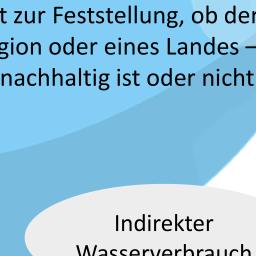 t zur Feststellung, ob der
gion oder eines Landes –
nachhaltig ist oder nicht
Indirekter
Wasserverbrauch